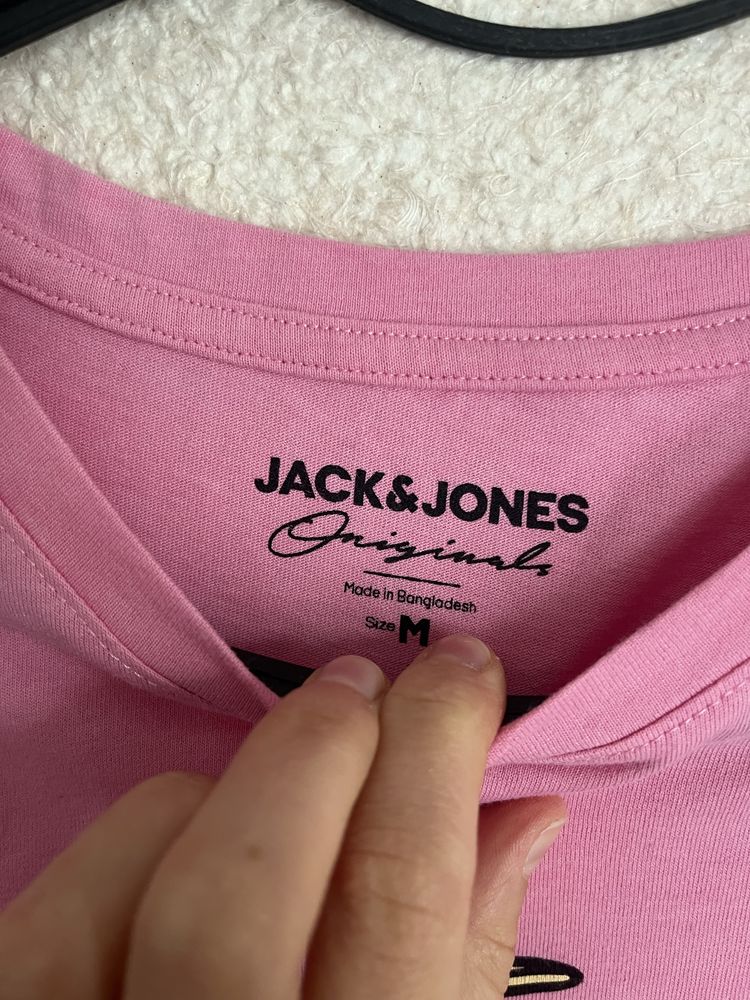 JACK&JONES
Originals
Made in Bangladesh
Size M